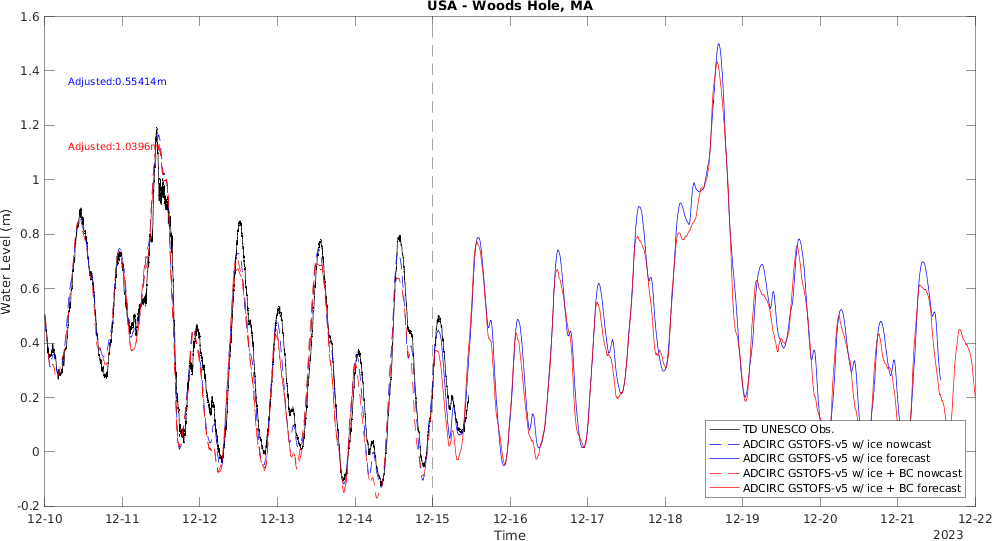 USA - Woods Hole, MA
1.6
1.4
1.2
1
0.8
0.6
0.4
0.2
0
-0.2
Water Level (m)
Adjusted:0.55414m
Adjusted:1.0396m
TD UNESCO Obs.
ADCIRC GSTOFS-v5 w/ ice nowcast
ADCIRC GSTOFS-v5 w/ ice forecast
ADCIRC GSTOFS-v5 w/ ice + BC nowcast
ADCIRC GSTOFS-v5 w/ ice + BC forecast
12-10 12-11 12-12 12-13 12-14 12-15 12-16 12-17 12-18 12-19 12-20 12-21 12-22
Time
2023